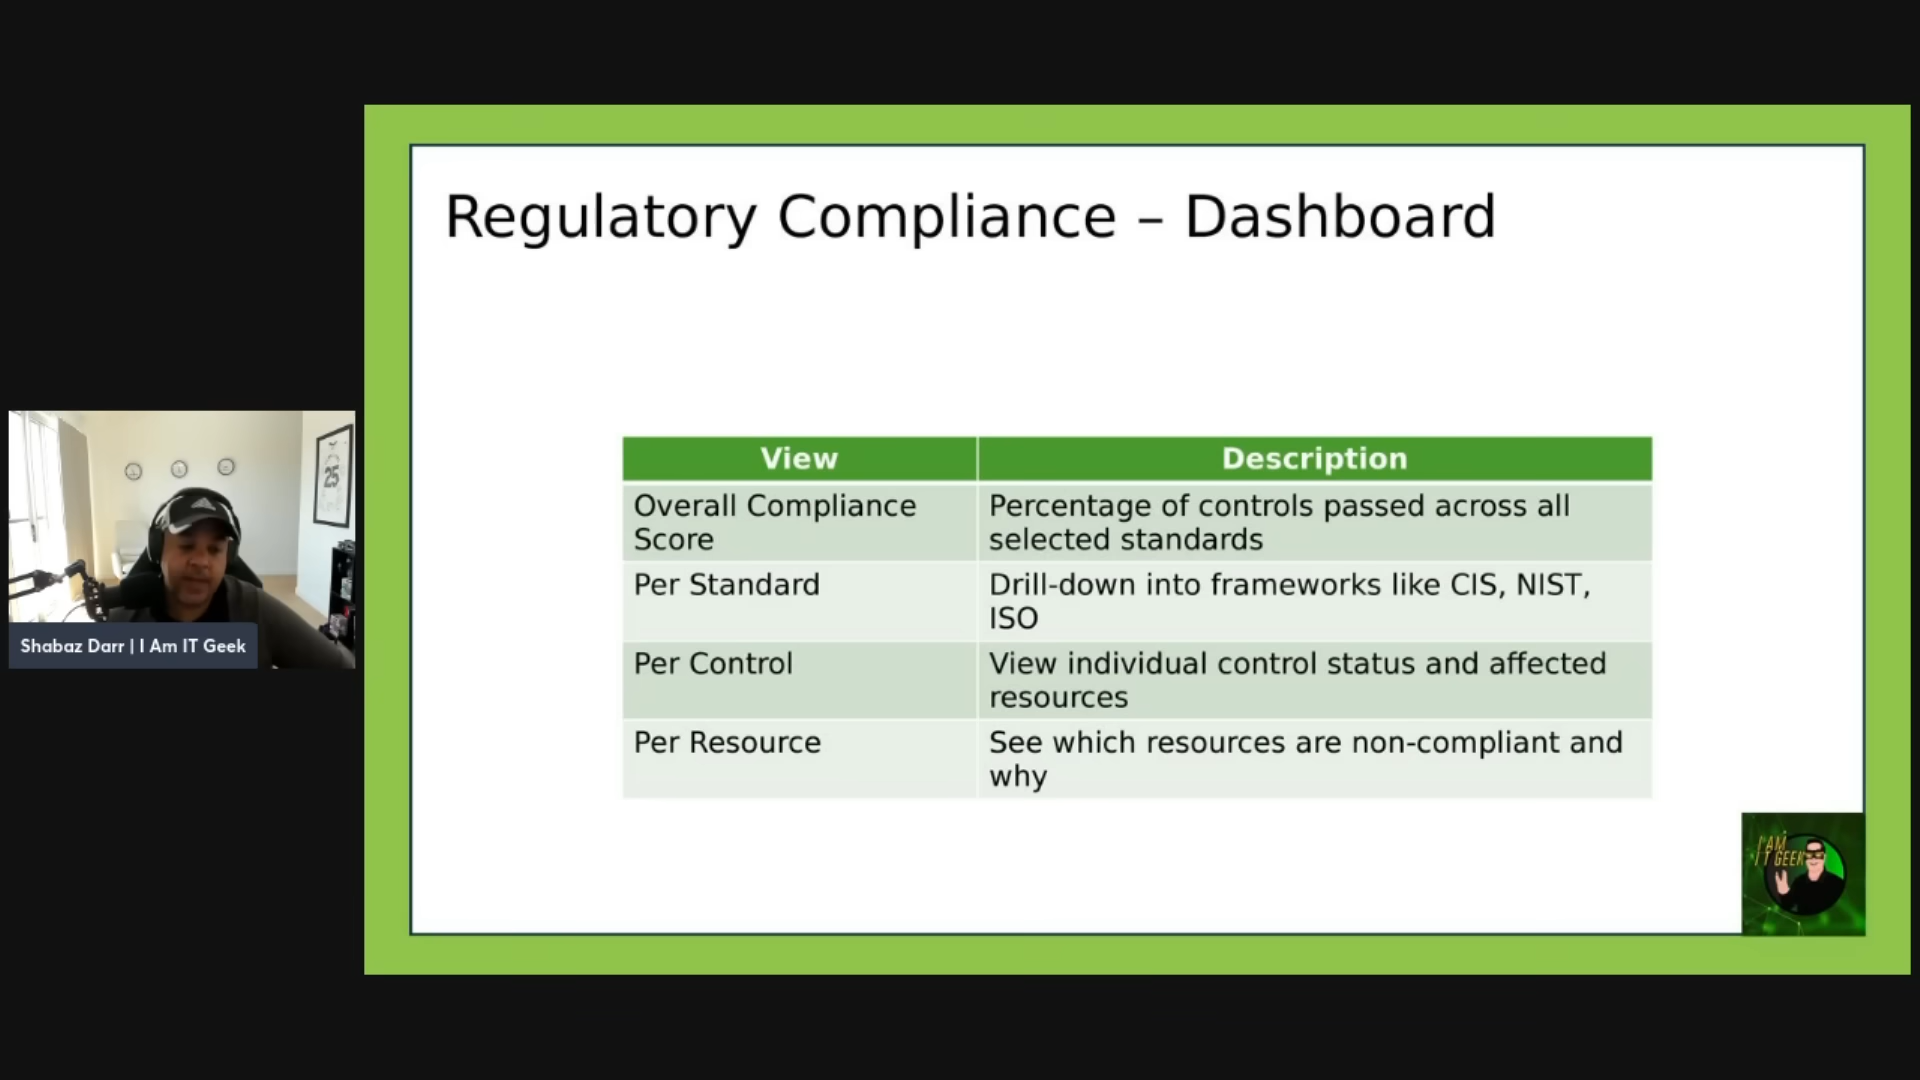 Regulatory Compliance – Dashboard
View
Description
Overall Compliance
Score
Percentage of controls passed across all
selected standards
Per Standard
Drill-down into frameworks like CIS, NIST,
ISO
Per Control
View individual control status and affected
resources
Per Resource
See which resources are non-compliant and
why
25
Shabaz Darr | I Am IT Geek
I AM
IT GEEK